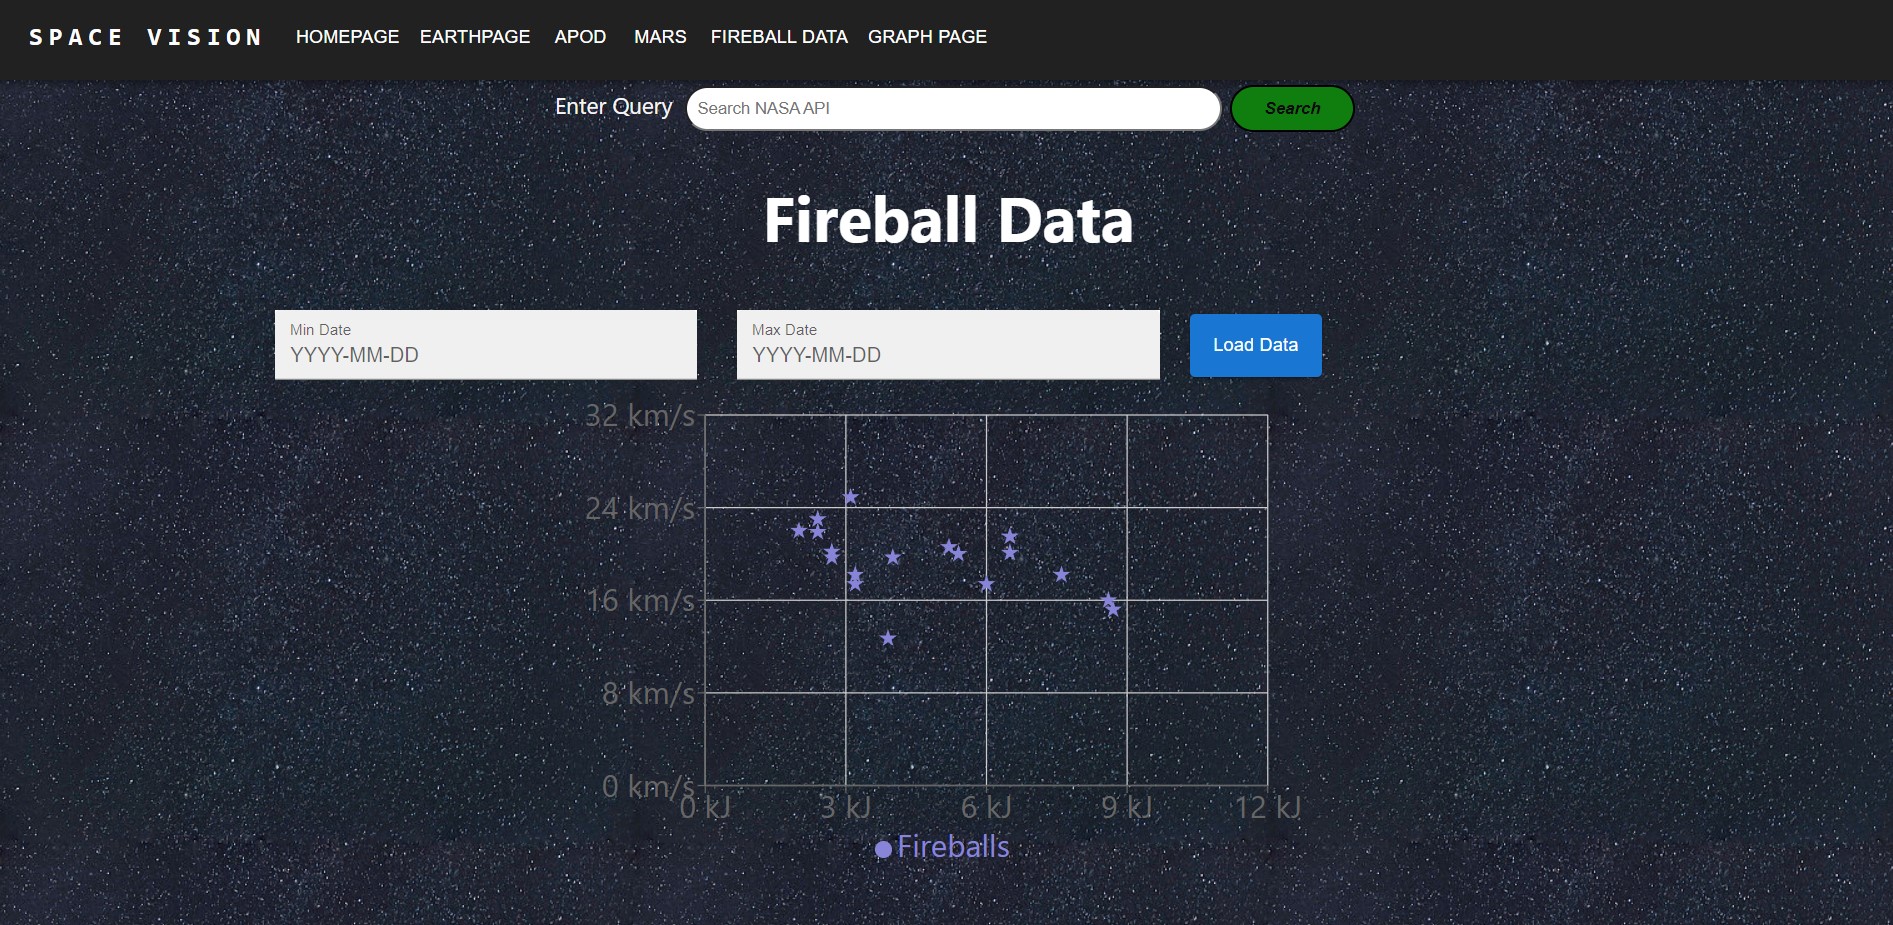 SPACE VISION HOMEPAGE EARTHPAGE APOD MARS FIREBALL DATA GRAPH PAGE
Enter Query Search NASA API Search
Fireball Data
Min Date Max Date
YYYY-MM-DD YYYY-MM-DD Load Data
32 km/s
24 km/s
16 km/s
8 km/s
0 km/s
0 kJ 3 kJ 6 kJ 9 kJ 12 kJ
Fireballs